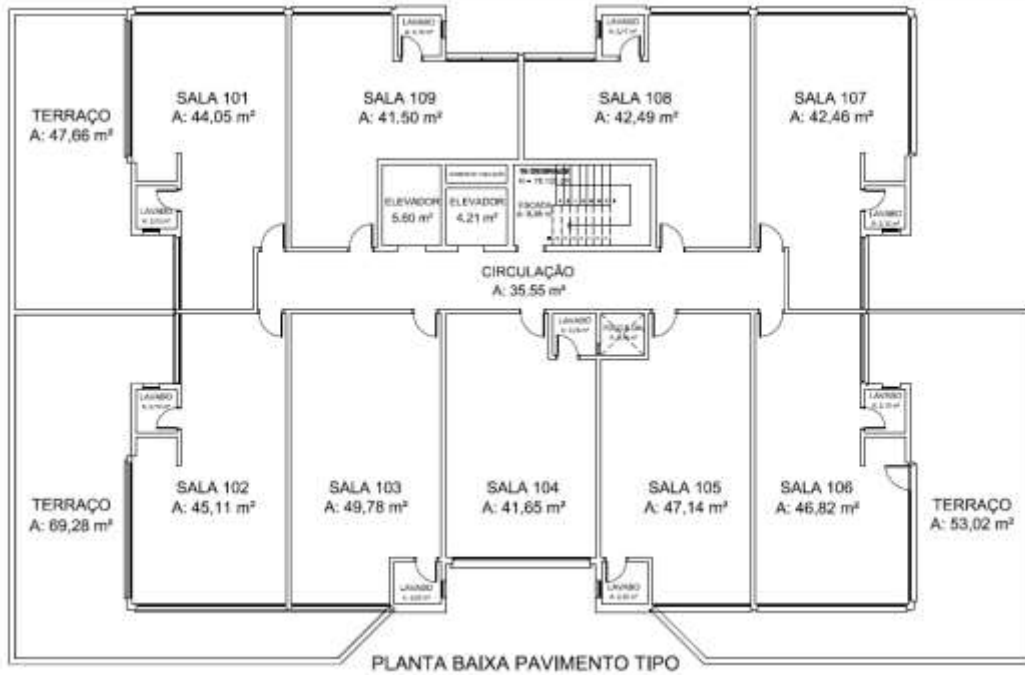 LAVABO
LAVABO
SALA 101
A: 44,05 m²
SALA 109
A: 41.50 m²
SALA 108
A: 42,49 m²
SALA 107
A: 42,46 m²
TERRAÇO
A: 47,66 m²
ELEVADOR
5.60 m²
ELEVADOR
4.21 m²
ESCADA
LAVABO
LAVABO
CIRCULAÇÃO
A: 35.55 m²
LAVABO
LAVABO
LAVABO
SALA 102
A: 45,11 m²
SALA 103
A: 49,78 m²
SALA 104
A: 41,65 m²
SALA 105
A: 47,14 m²
SALA 106
A: 46,82 m²
TERRAÇO
A: 69,28 m²
TERRAÇO
A: 53,02 m²
LAVABO
LAVABO
PLANTA BAIXA PAVIMENTO TIPO